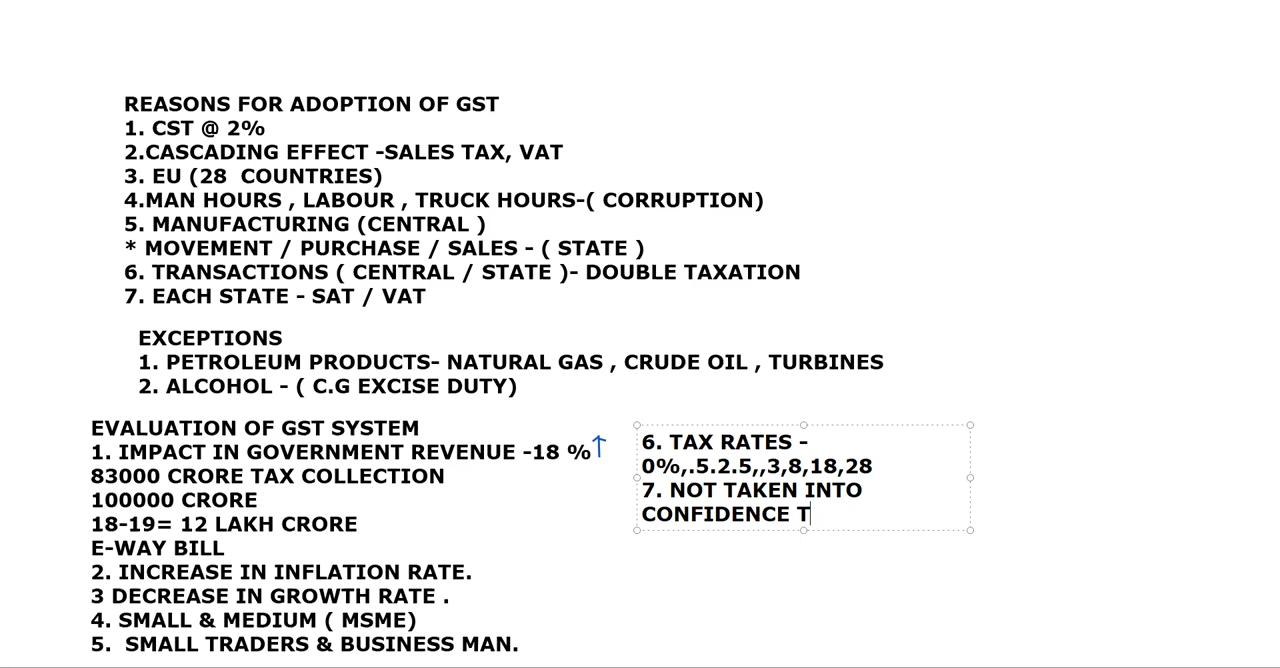 REASONS FOR ADOPTION OF GST
1. CST @ 2%
2.CASCADING EFFECT -SALES TAX, VAT
3. EU (28  COUNTRIES)
4.MAN HOURS , LABOUR , TRUCK HOURS-( CORRUPTION)
5. MANUFACTURING (CENTRAL )
* MOVEMENT / PURCHASE / SALES - ( STATE )
6. TRANSACTIONS ( CENTRAL / STATE )- DOUBLE TAXATION
7. EACH STATE - SAT / VAT
EXCEPTIONS
1. PETROLEUM PRODUCTS- NATURAL GAS , CRUDE OIL , TURBINES
2. ALCOHOL - ( C.G EXCISE DUTY)
EVALUATION OF GST SYSTEM
1. IMPACT IN GOVERNMENT REVENUE -18 %↑
83000 CRORE TAX COLLECTION
100000 CRORE
18-19= 12 LAKH CRORE
E-WAY BILL
2. INCREASE IN INFLATION RATE.
3 DECREASE IN GROWTH RATE .
4. SMALL & MEDIUM ( MSME)
5.  SMALL TRADERS & BUSINESS MAN.
6. TAX RATES -
0%,.5.2.5,,3,8,18,28
7. NOT TAKEN INTO
CONFIDENCE T